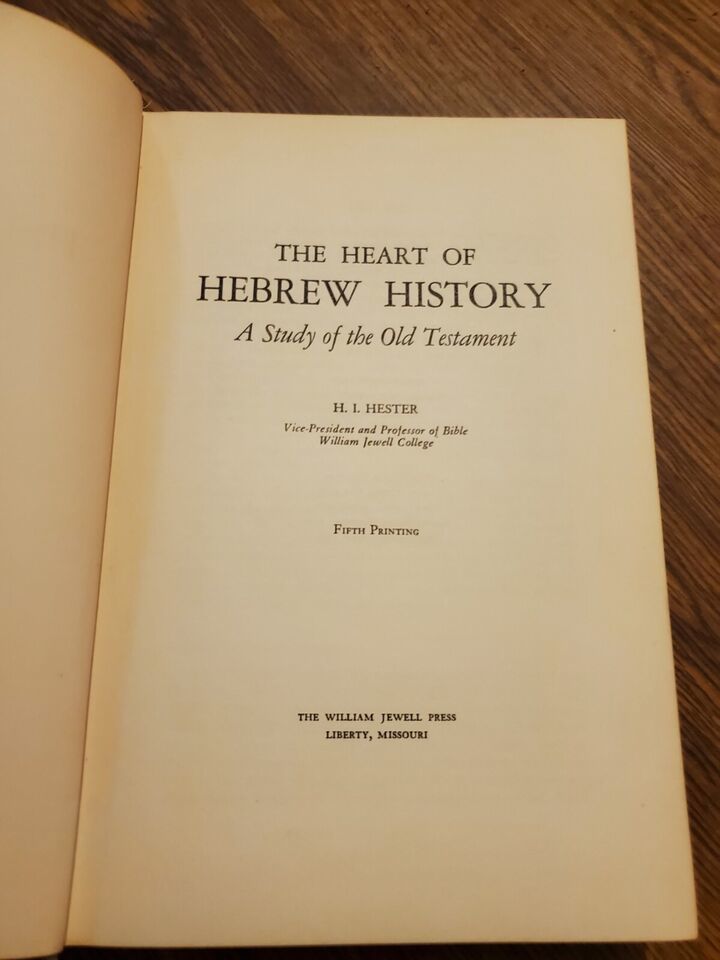 THE HEART OF
HEBREW HISTORY
A Study of the Old Testament
H. I. HESTER
Vice-President and Professor of Bible
William Jewell College
FIFTH PRINTING
THE WILLIAM JEWELL PRESS
LIBERTY, MISSOURI